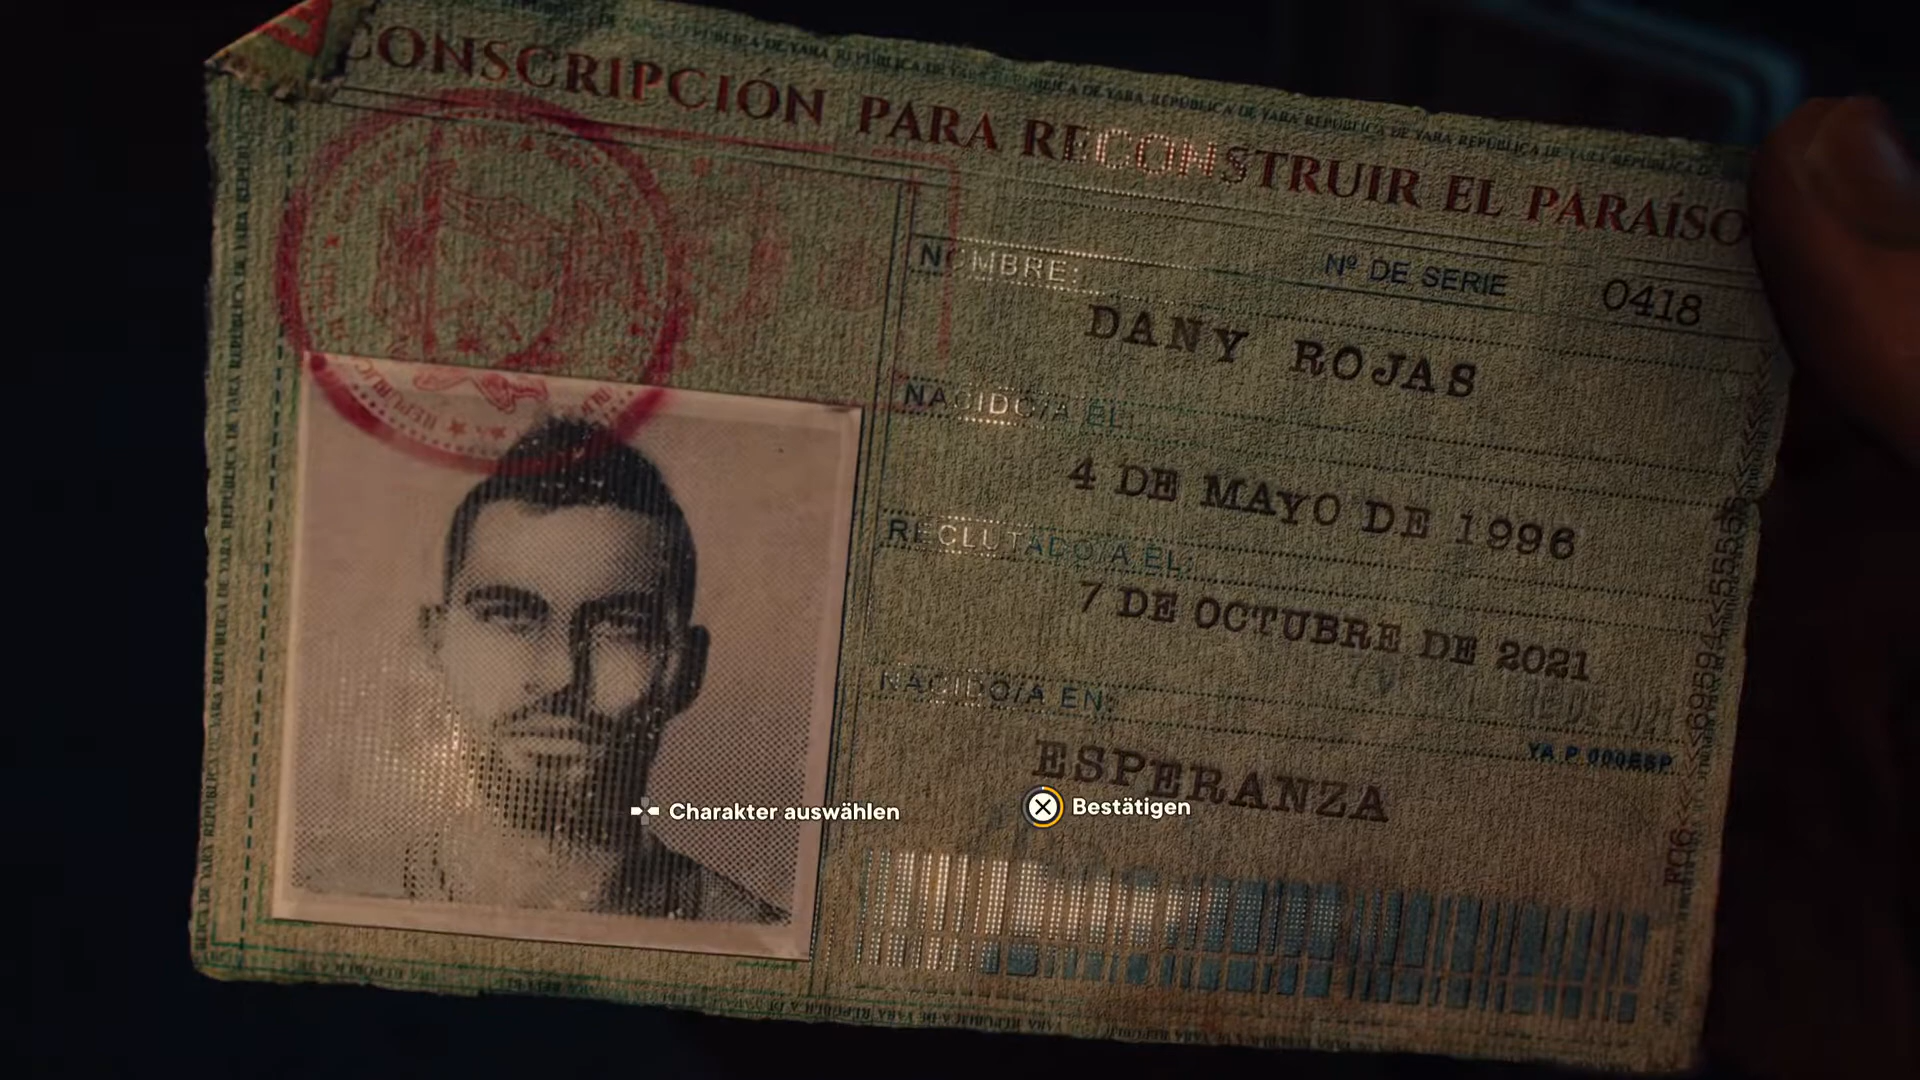 CONSCRIPCIÓN PARA RECONSTRUIR EL PARAÍSO
NOMBRE:
Nº DE SERIE
0418
DANY ROJAS
NACIDO/A EL:
4 DE MAYO DE 1996
RECLUTADO/A EL:
7 DE OCTUBRE DE 2021
NACIDO/A EN:
YA P 000ESP
ESPERANZA
Charakter auswählen
Bestätigen